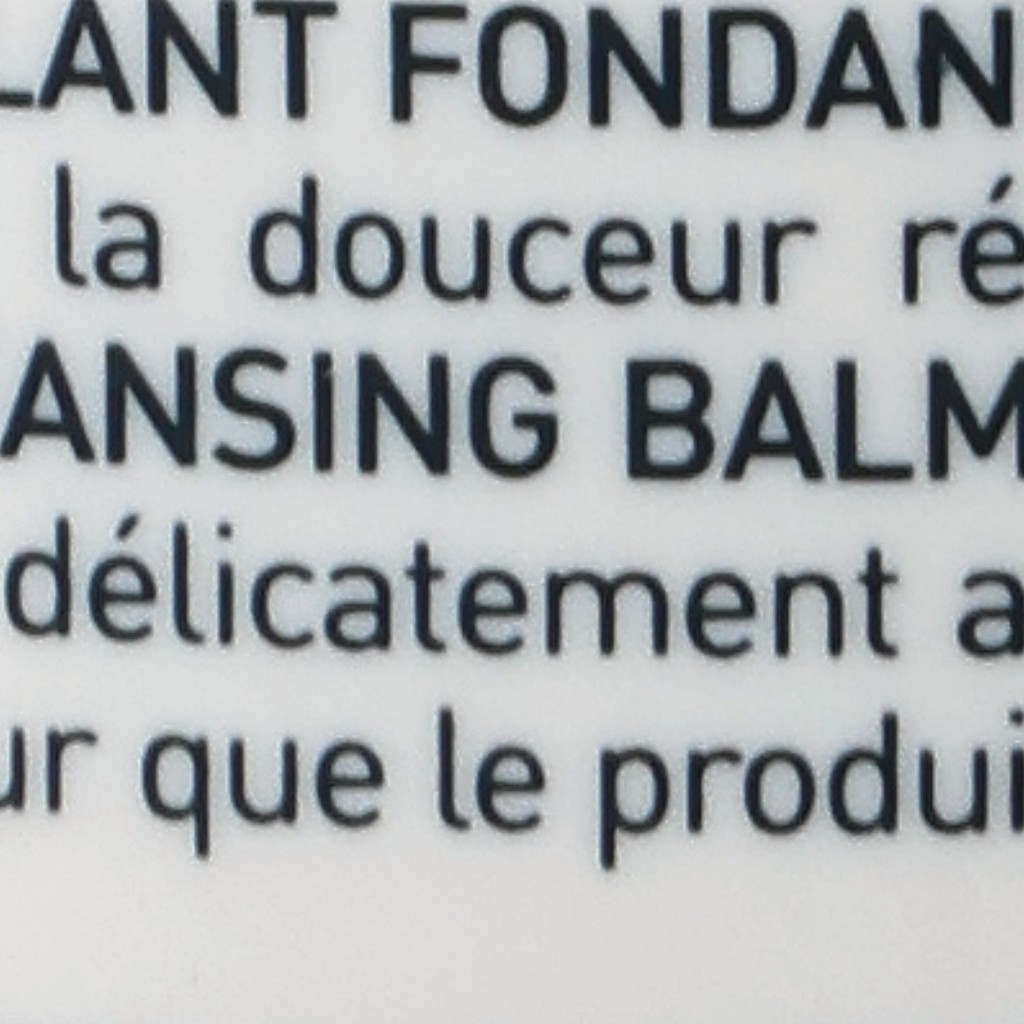 LANT FONDAN
la douceur ré
ANSING BALM
délicatement a
ur que le produi